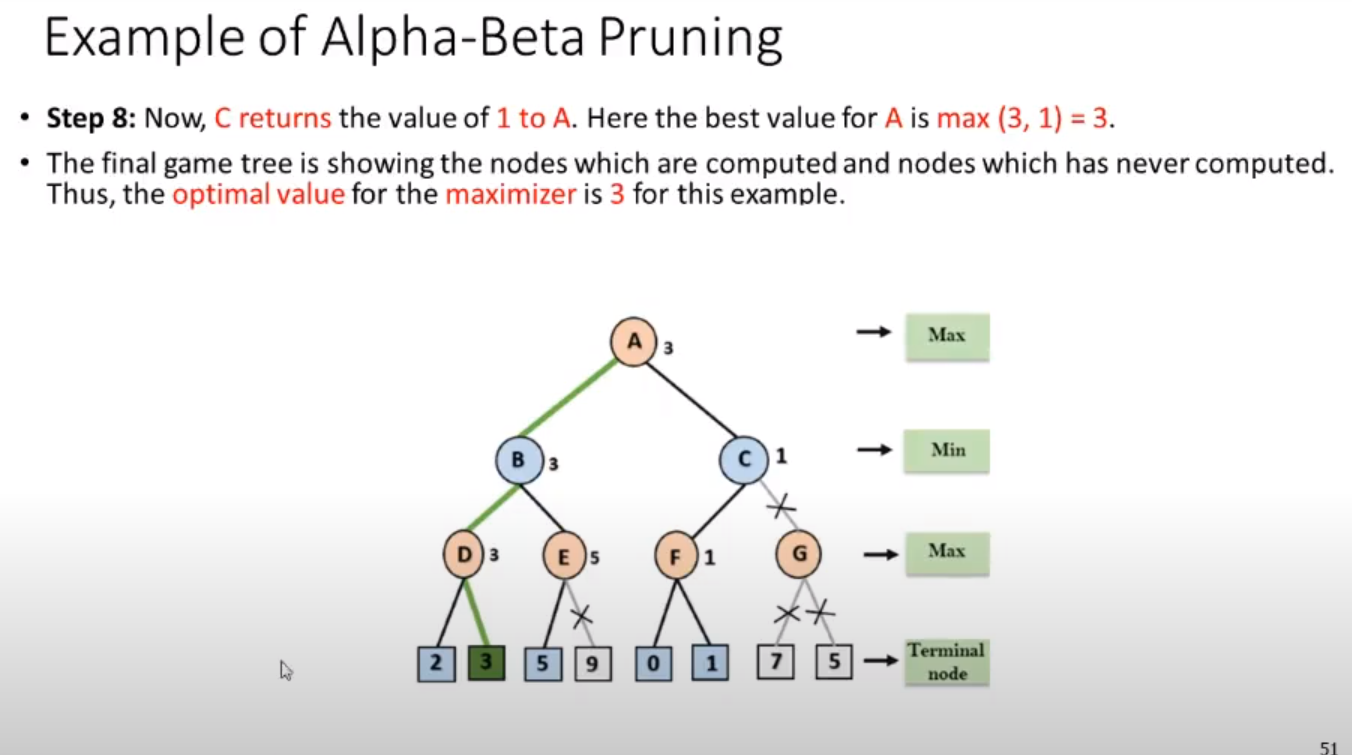 Example of Alpha-Beta Pruning
• Step 8: Now, C returns the value of 1 to A. Here the best value for A is max (3, 1) = 3.
• The final game tree is showing the nodes which are computed and nodes which has never computed.
Thus, the optimal value for the maximizer is 3 for this example.
A 3
Max
B 3
C 1
Min
D 3
E 5
F 1
G
Max
2
3
5
9
0
1
7
5
Terminal
node
51